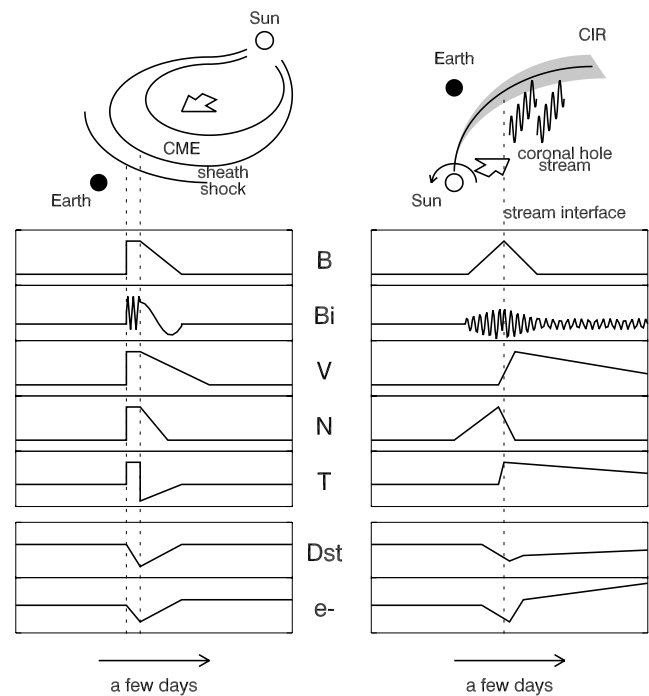 Sun
CME
sheath
shock
Earth
CIR
Earth
coronal hole
stream
Sun
stream interface
B
Bi
V
N
T
Dst
e-
a few days
a few days